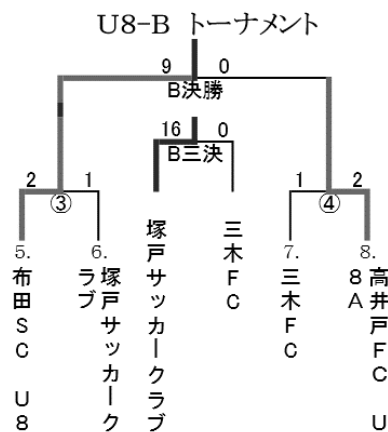 U8-B トーナメント
9 0
B決勝
16 0
B三決
2 1 1 2
③ ④
5.
布田SC U8
6.
塚戸サッカーク
ラブ
塚戸サッカークラブ
三木FC
7.
三木FC
8.
高井戸FC U
8A